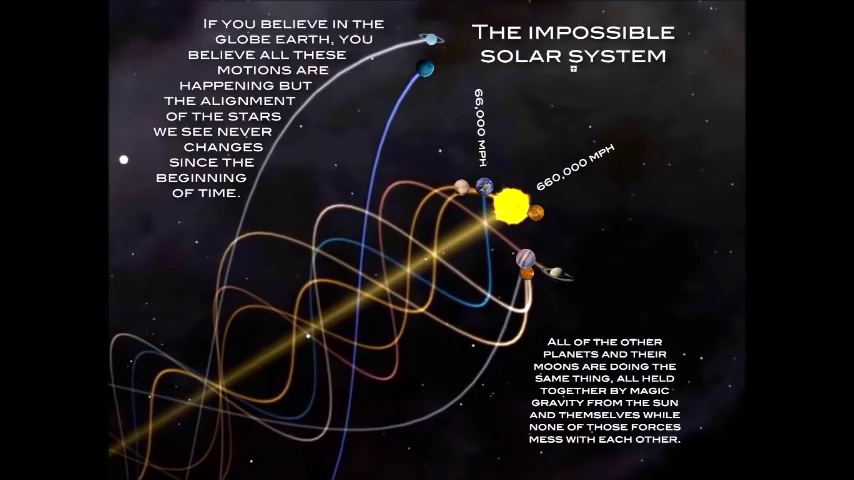 IF YOU BELIEVE IN THE
GLOBE EARTH, YOU
BELIEVE ALL THESE
MOTIONS ARE
HAPPENING BUT
THE ALIGNMENT
OF THE STARS
WE SEE NEVER
CHANGES
SINCE THE
BEGINNING
OF TIME.
THE IMPOSSIBLE
SOLAR SYSTEM
66,000 MPH
660,000 MPH
ALL OF THE OTHER
PLANETS AND THEIR
MOONS ARE DOING THE
SAME THING, ALL HELD
TOGETHER BY MAGIC
GRAVITY FROM THE SUN
AND THEMSELVES WHILE
NONE OF THOSE FORCES
MESS WITH EACH OTHER.